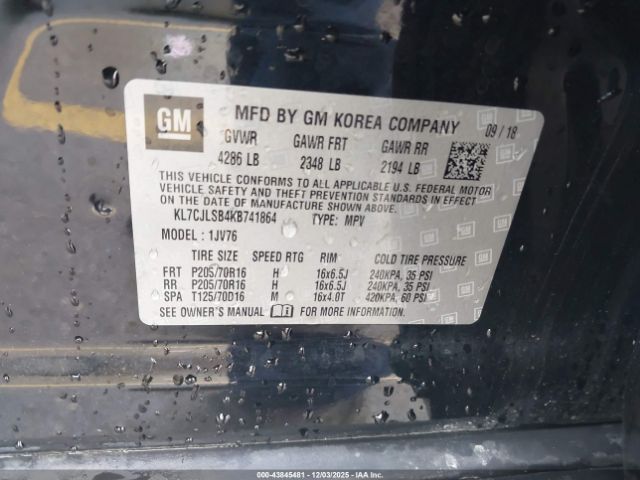 GM
MFD BY GM KOREA COMPANY 09 / 18
GVWR GAWR FRT GAWR RR
4286 LB 2348 LB 2194 LB
THIS VEHICLE CONFORMS TO ALL APPLICABLE U.S. FEDERAL MOTOR
VEHICLE SAFETY AND THEFT PREVENTION STANDARDS IN EFFECT
ON THE DATE OF MANUFACTURE SHOWN ABOVE.
KL7CJLSB4KB741864 TYPE: MPV
MODEL : 1JV76
TIRE SIZE SPEED RTG RIM COLD TIRE PRESSURE
FRT P205/70R16 H 16x6.5J 240KPA, 35 PSI
RR P205/70R16 H 16x6.5J 240KPA, 35 PSI
SPA T125/70D16 M 16x4.0T 420KPA, 60 PSI
SEE OWNER'S MANUAL FOR MORE INFORMATION.
000-43845481 - 12/03/2025 - COPYRIGHT IAA, LLC